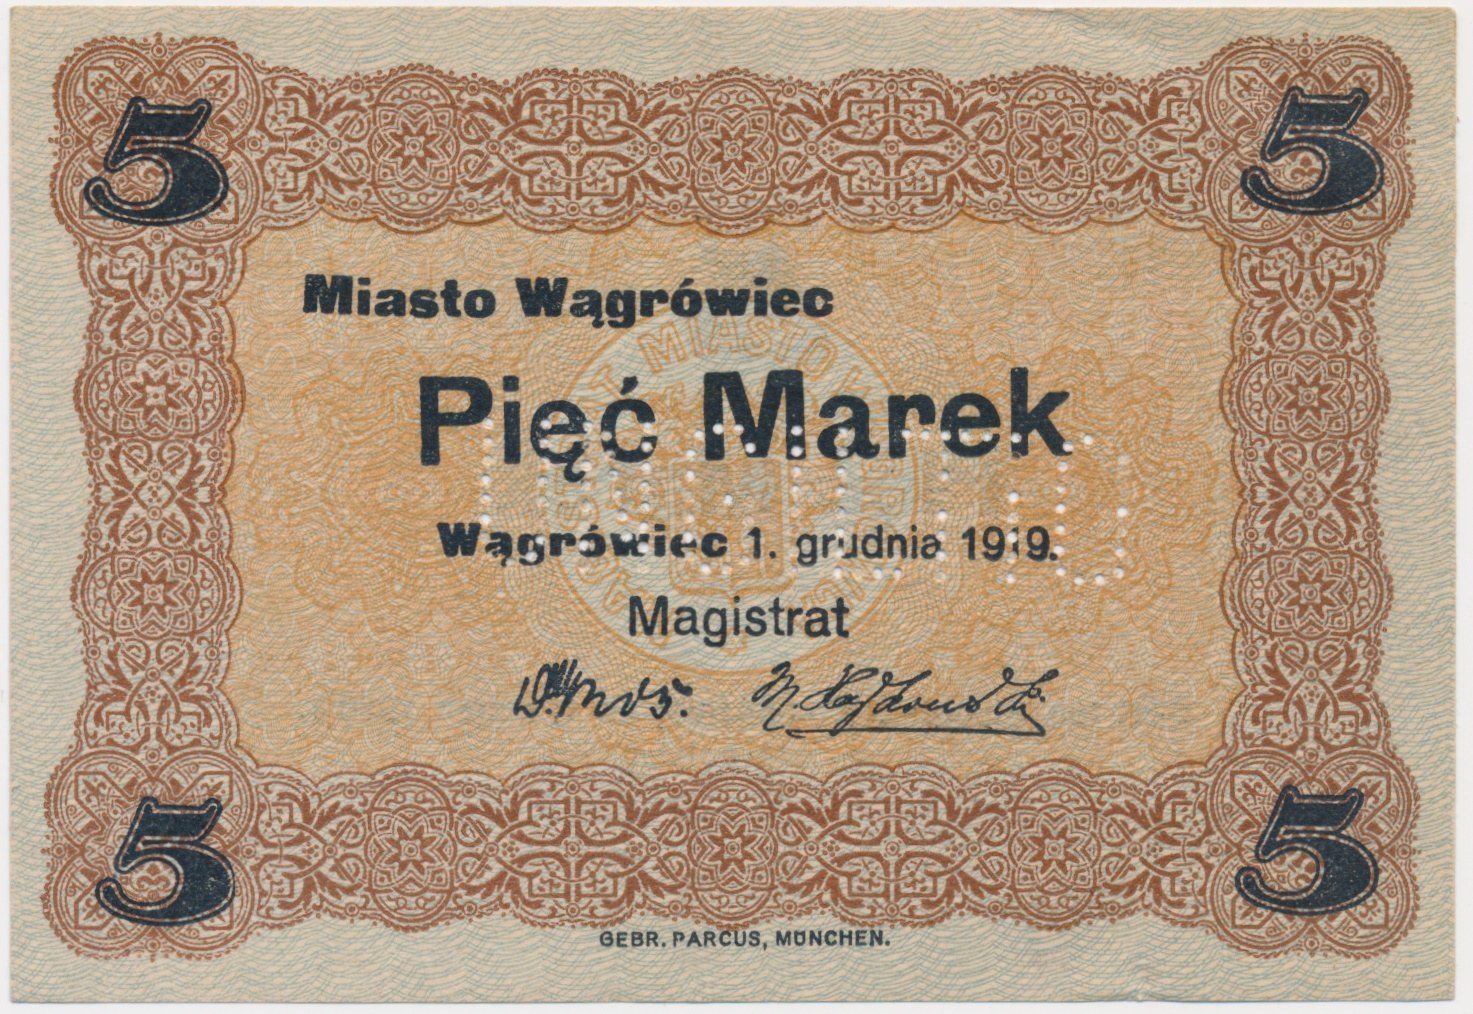 5 5
Miasto Wągrówiec
Pięć Marek
Wągrówiec 1. grudnia 1919.
Magistrat
5 5
GEBR. PARCUS, MÜNCHEN.